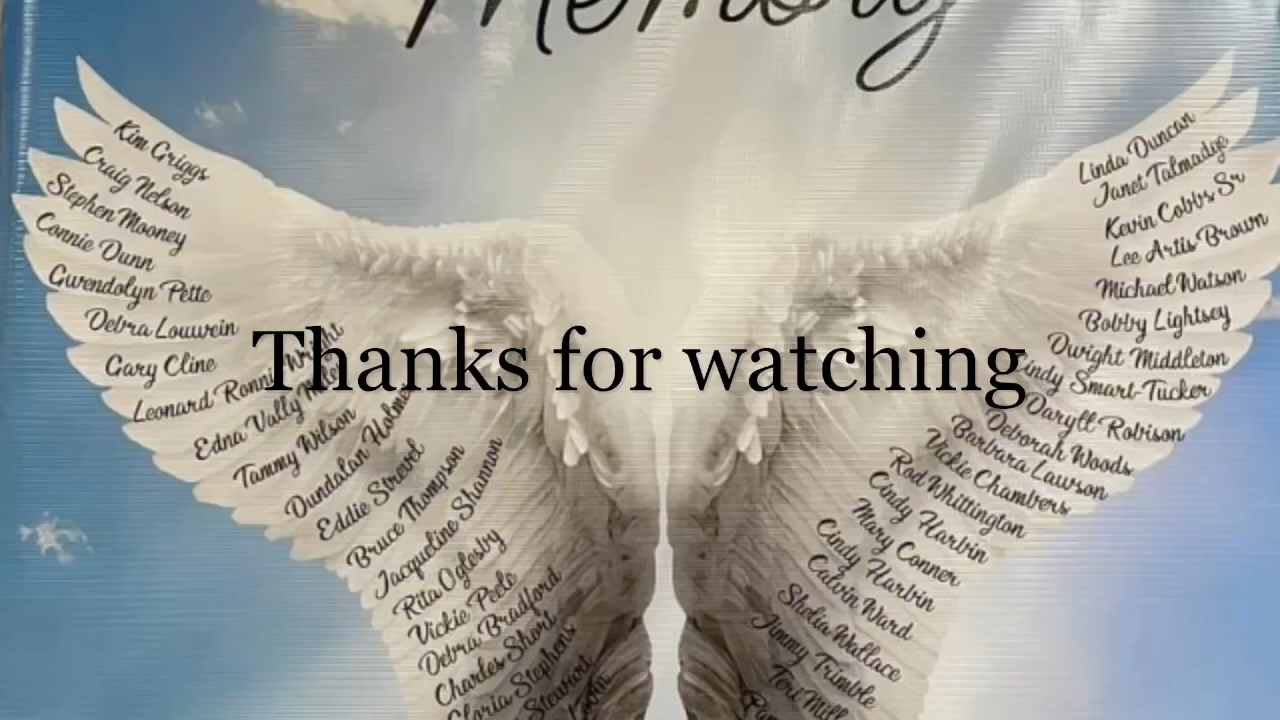 Memory
Kim Griggs
Craig Nelson
Stephen Mooney
Connie Dunn
Gwendolyn Pette
Debra Louwein
Gary Cline
Leonard Ronnie Wright
Edna Vally
Tammy Wilson
Dundalan Holmes
Eddie Strevel
Bruce Thompson
Jacqueline Shannon
Rita Oglesby
Vickie Peele
Debra Bradford
Charles Short
Gloria Stephens
Stewart
Thanks for watching
Linda Duncan
Janet Talmadge
Kevin Cobbs Sr
Lee Artis Brown
Michael Watson
Bobby Lightsey
Dwight Middleton
Cindy Smart-Tucker
Daryll Robison
Deborah Woods
Barbara Lawson
Vickie Chambers
Rod Whittington
Cindy Harbin
Mary Conner
Cindy Harbin
Calvin Ward
Shelia Wallace
Jimmy Trimble
Teri Mill